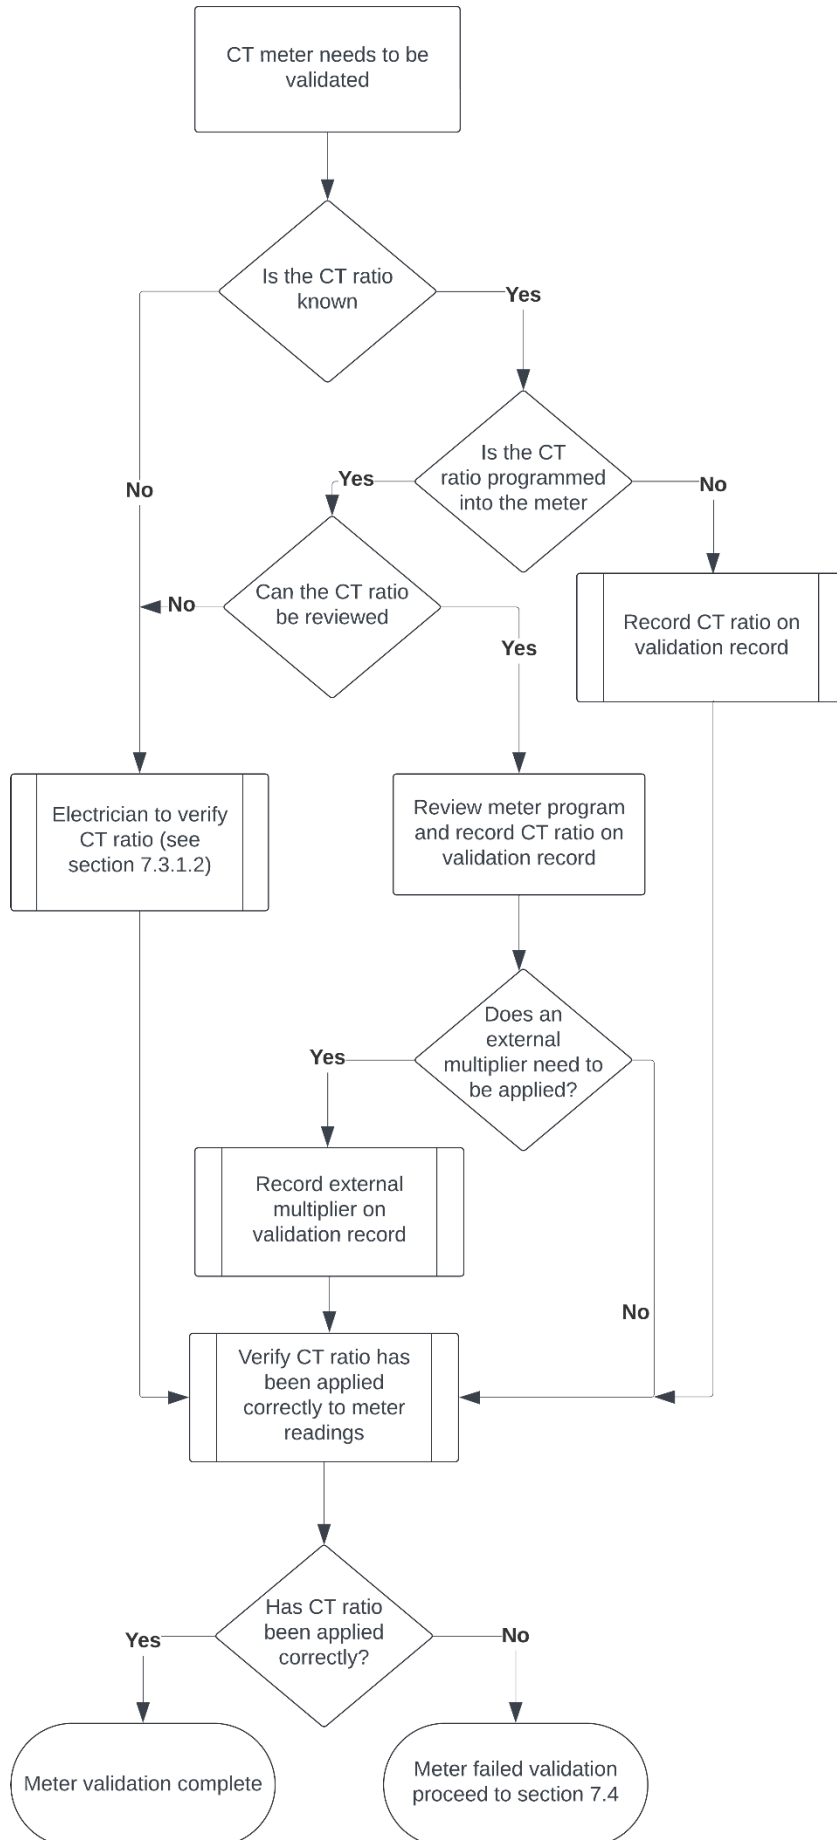 CT meter needs to be
validated
Is the CT ratio
known
Yes
No
Is the CT
ratio programmed
into the meter
Yes
No
Can the CT ratio
be reviewed
No
Yes
Record CT ratio on
validation record
Electrician to verify
CT ratio (see
section 7.3.1.2)
Review meter program
and record CT ratio on
validation record
Does an
external
multiplier need to
be applied?
Yes
No
Record external
multiplier on
validation record
Verify CT ratio has
been applied
correctly to meter
readings
Has CT ratio
been applied
correctly?
Yes
No
Meter validation complete
Meter failed validation
proceed to section 7.4